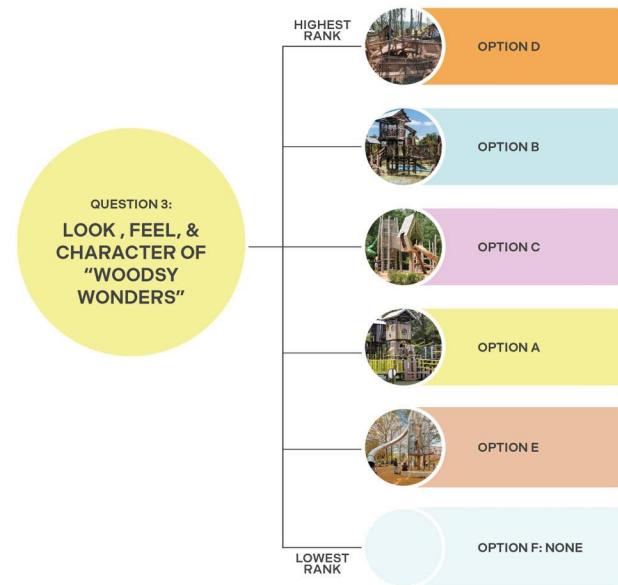 HIGHEST
RANK
OPTION D
OPTION B
QUESTION 3:
LOOK , FEEL, &
CHARACTER OF
“WOODSY
WONDERS”
OPTION C
OPTION A
OPTION E
OPTION F: NONE
LOWEST
RANK